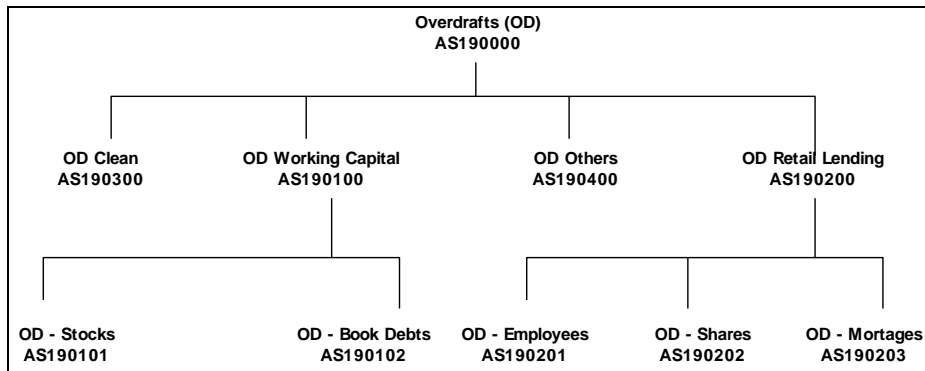 Overdrafts (OD)
AS190000
OD Clean
AS190300
OD Working Capital
AS190100
OD Others
AS190400
OD Retail Lending
AS190200
OD - Stocks
AS190101
OD - Book Debts
AS190102
OD - Employees
AS190201
OD - Shares
AS190202
OD - Mortages
AS190203